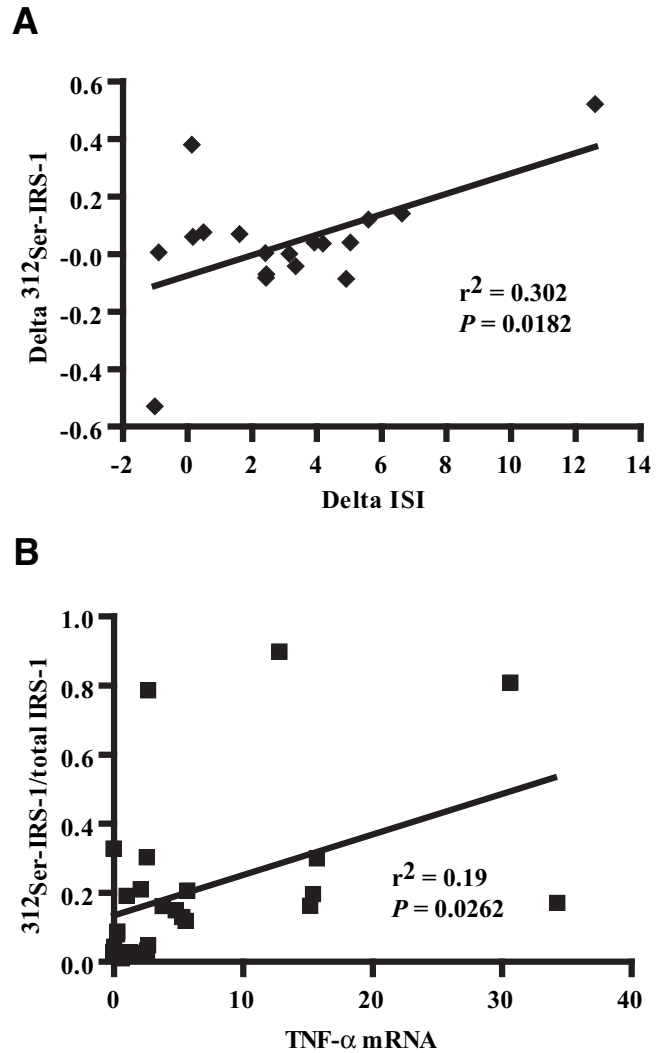 A
0.6
0.4
0.2
-0.0
-0.2
-0.4
-0.6
Delta 312Ser-IRS-1
r2 = 0.302
P = 0.0182
-2 0 2 4 6 8 10 12 14
Delta ISI
B
1.0
0.8
0.6
0.4
0.2
0.0
312Ser-IRS-1/total IRS-1
r2 = 0.19
P = 0.0262
0 10 20 30 40
TNF-α mRNA